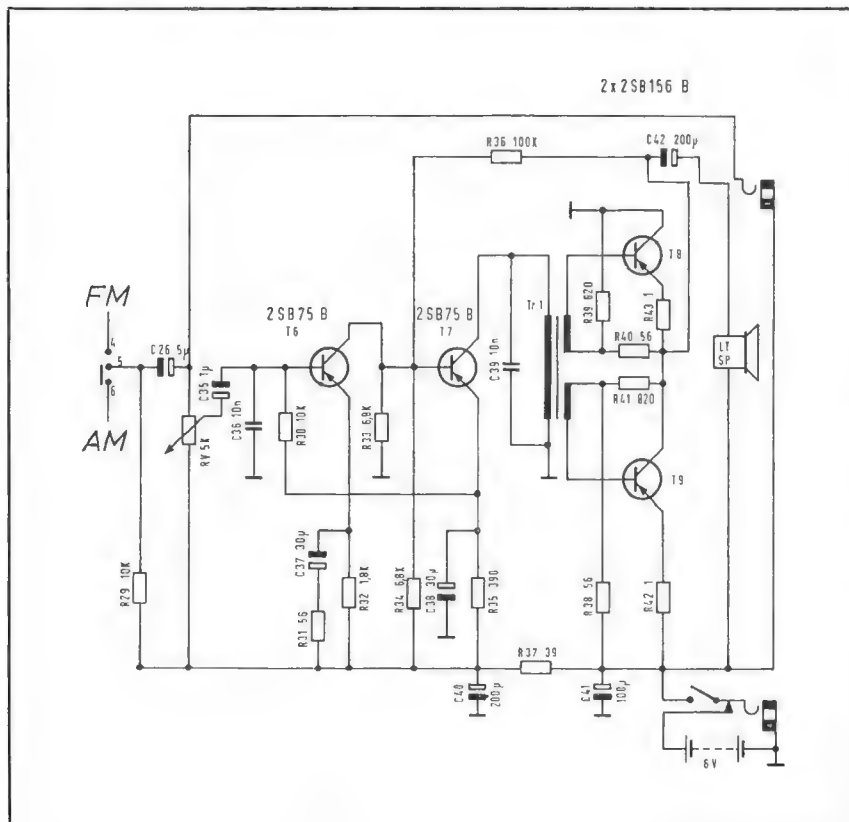 2x2SB156 B
R36 100K
C42 200µ
T8
R39 620
R43 1
Tr1
FM
2SB75 B
T6
2SB75 B
T7
C39 10n
R40 56
LT
SP
4
5
6
C26 5µ
C35 1µ
R41 820
AM
RV 5K
C36 10n
R30 10K
R33 6,8K
T9
C37 30µ
R29 10K
R32 1,8K
R34 6,8K
C38 30µ
R35 390
R38 56
R42 1
R31 56
R37 39
C40
200µ
C41
100µ
6V